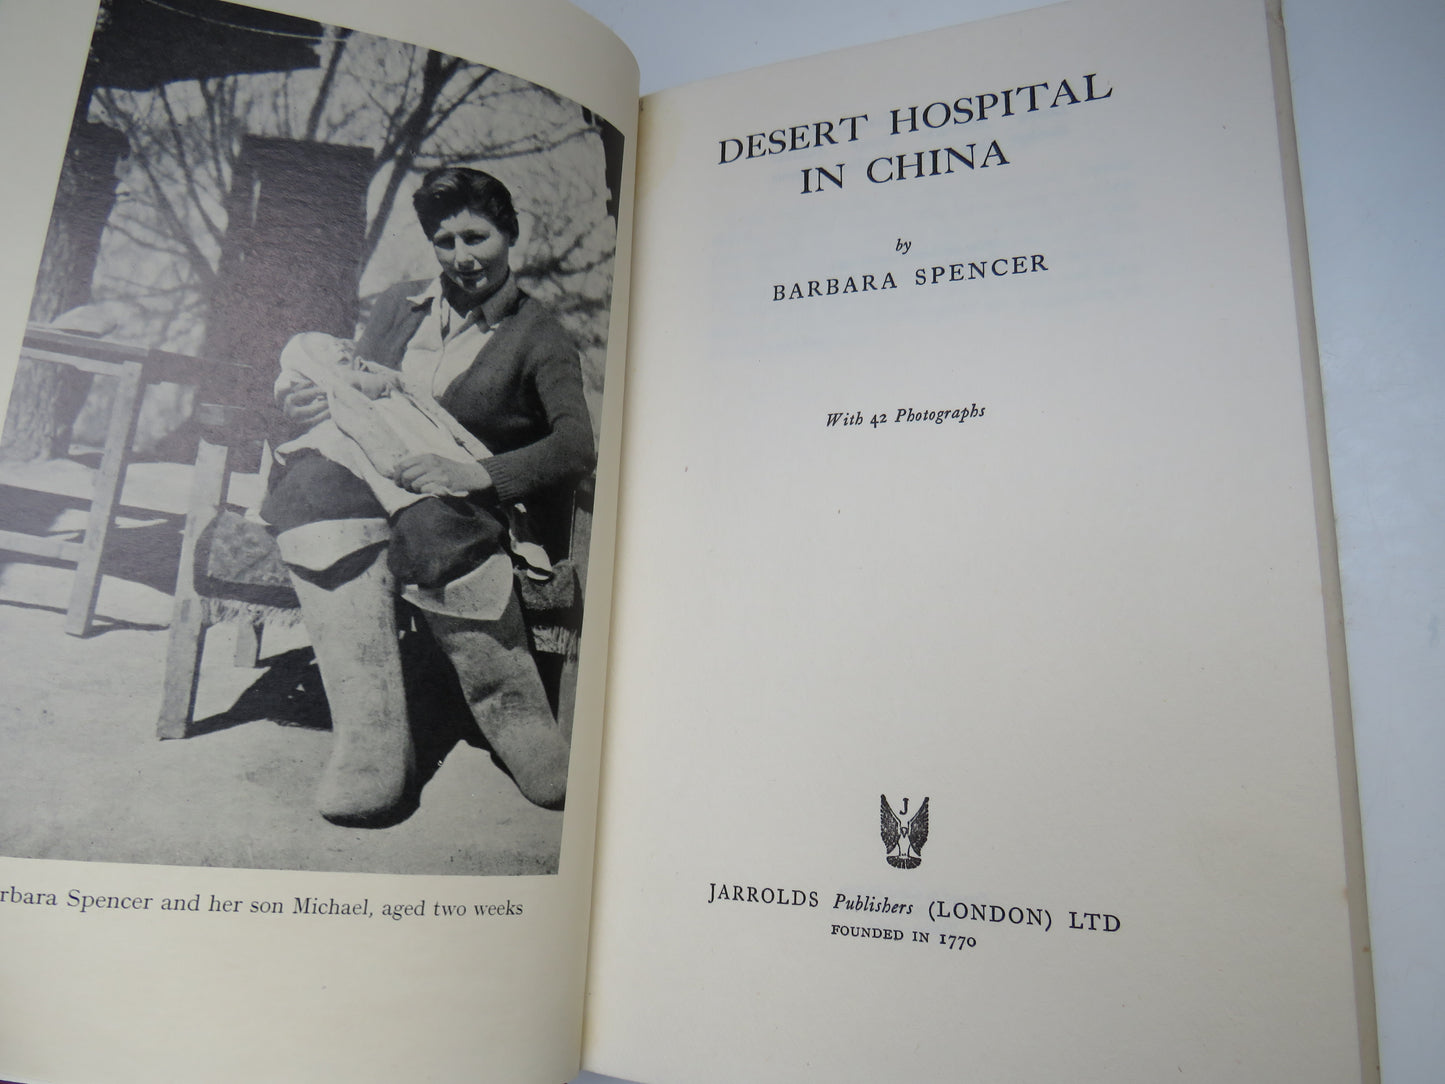 rbara Spencer and her son Michael, aged two weeks
DESERT HOSPITAL
IN CHINA
by
BARBARA SPENCER
With 42 Photographs
J
JARROLDS Publishers (LONDON) LTD
FOUNDED IN 1770